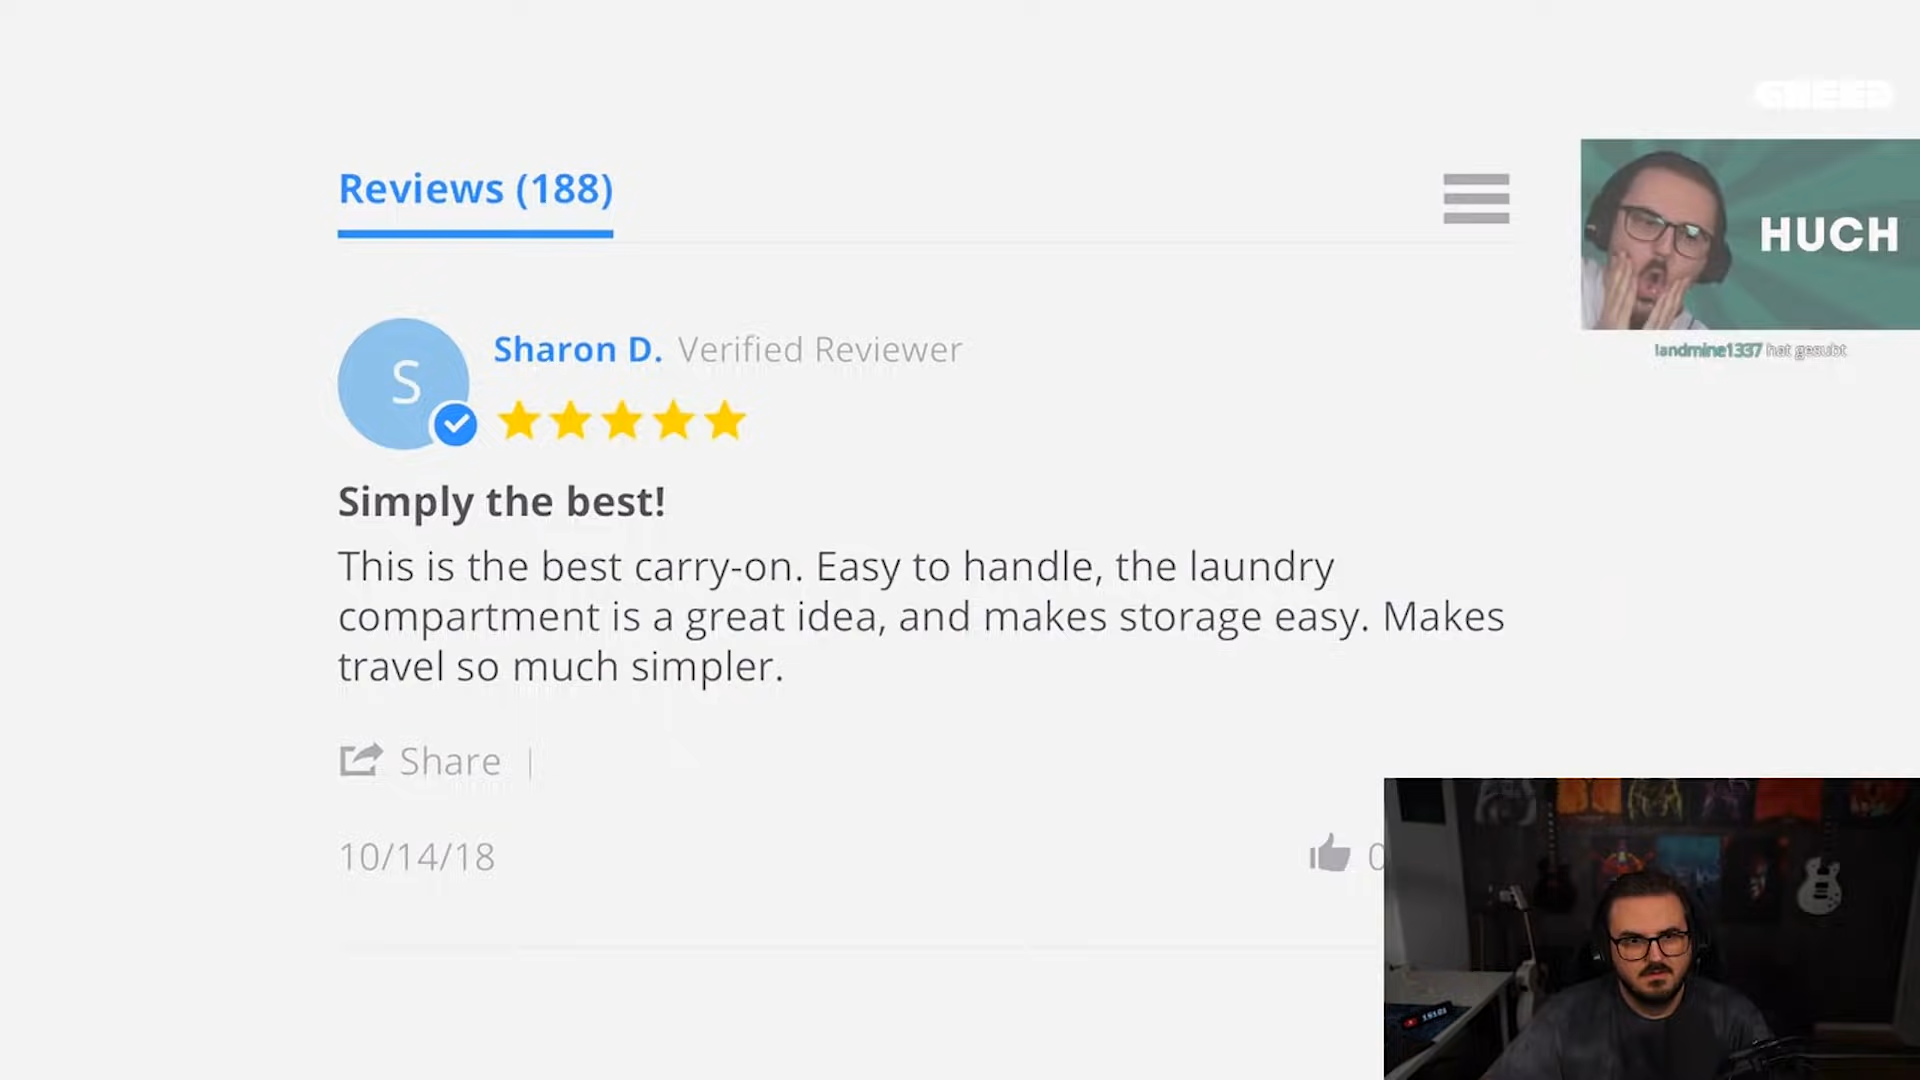 GREED
Reviews (188)
HUCH
landmine1337 hat gesubt
S
Sharon D. Verified Reviewer
Simply the best!
This is the best carry-on. Easy to handle, the laundry
compartment is a great idea, and makes storage easy. Makes
travel so much simpler.
Share
10/14/18
0